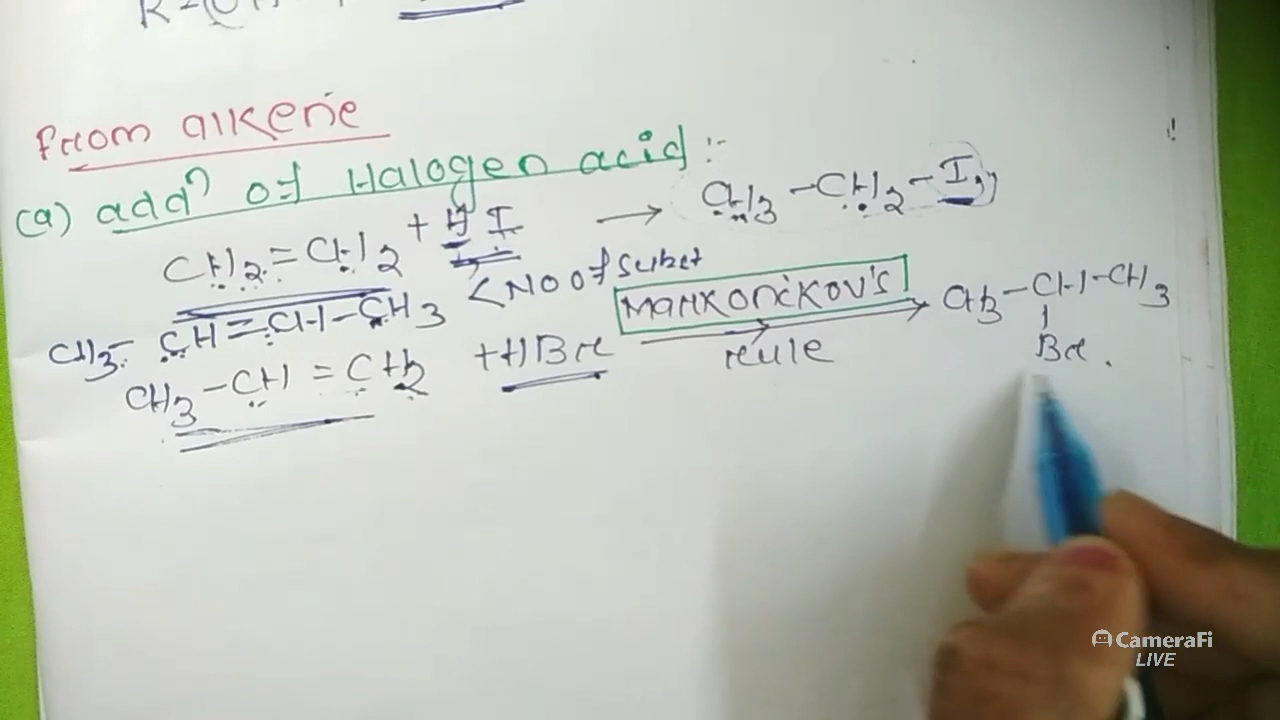 From alkene
(a) addⁿ of Halogen acid :-
CH2 = CH2 + HI → CH3 - CH2 - I
CH3 - CH = CH - CH3 < No of Subst
CH3 - CH = CH2 + HBr MARKONIKOV'S rule → CH3 - CH - CH3
Br.
CameraFi
LIVE